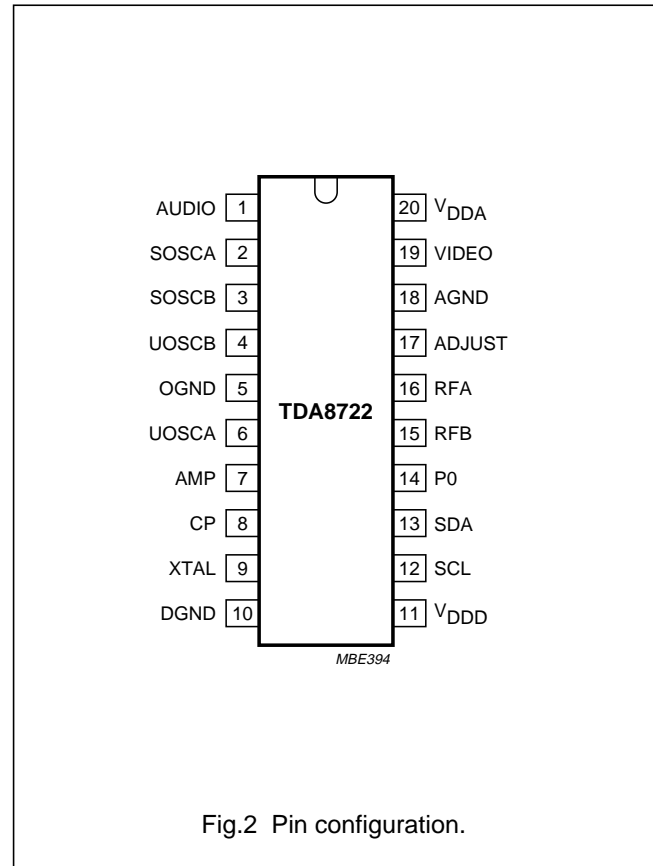 AUDIO 1 20 VDDA
SOSCA 2 19 VIDEO
SOSCB 3 18 AGND
UOSCB 4 17 ADJUST
OGND 5 16 RFA
TDA8722
UOSCA 6 15 RFB
AMP 7 14 P0
CP 8 13 SDA
XTAL 9 12 SCL
DGND 10 11 VDDD
MBE394
Fig.2 Pin configuration.